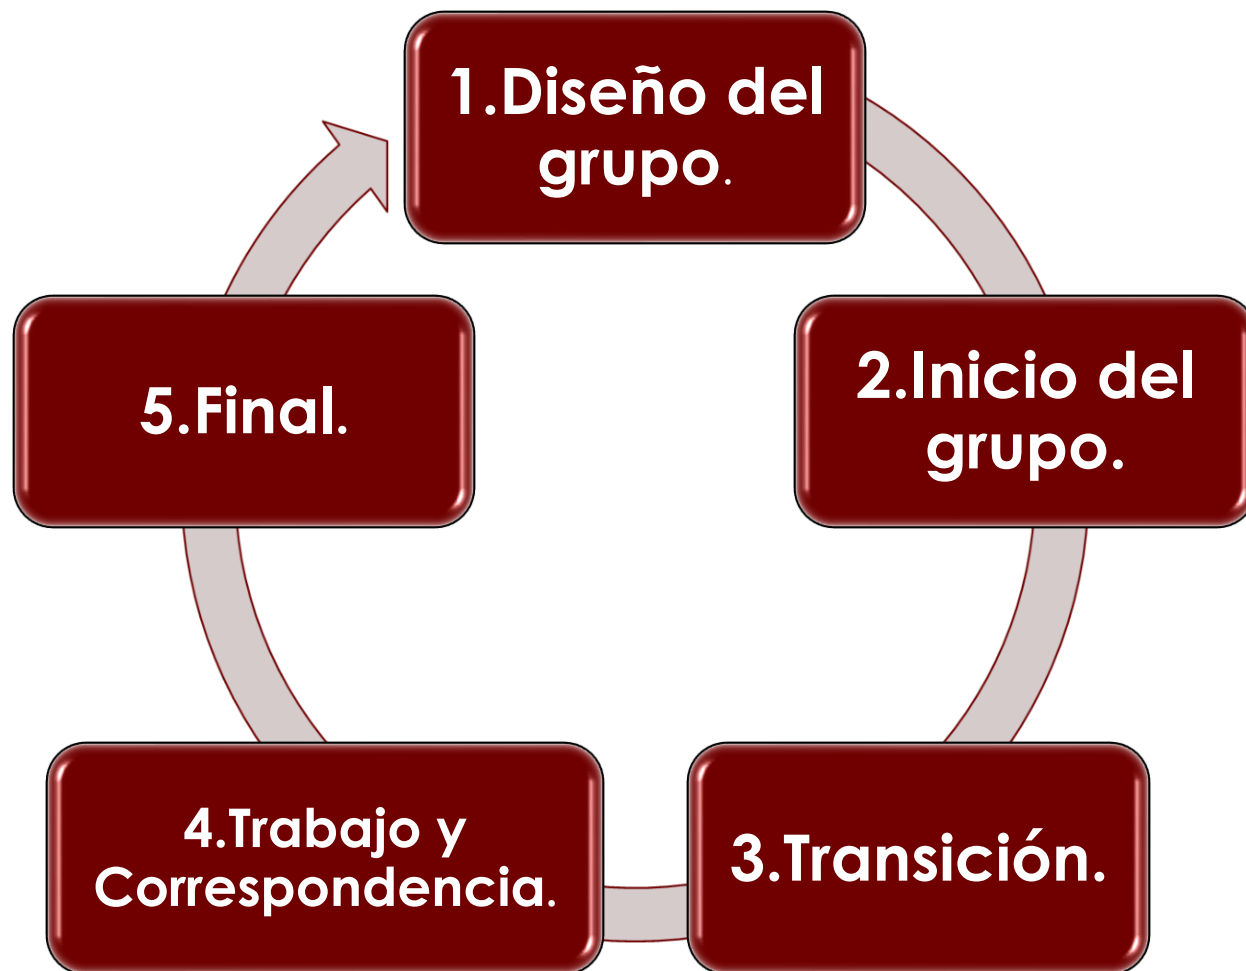 1.Diseño del
grupo.
2.Inicio del
grupo.
3.Transición.
4.Trabajo y
Correspondencia.
5.Final.